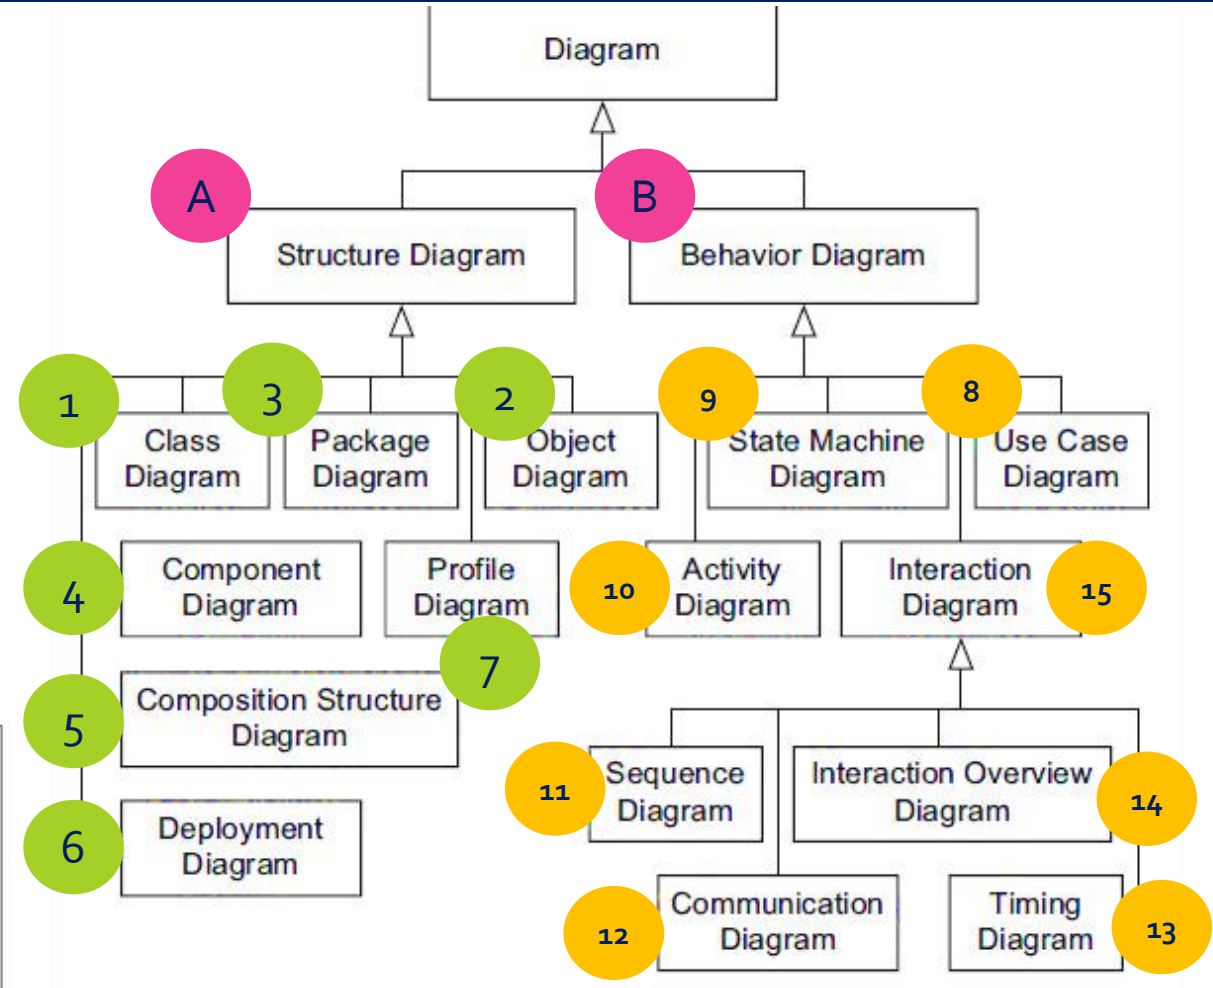 Diagram
A
B
Structure Diagram
Behavior Diagram
1
3
2
9
8
Class
Diagram
Package
Diagram
Object
Diagram
State Machine
Diagram
Use Case
Diagram
4
Component
Diagram
Profile
Diagram
10
Activity
Diagram
Interaction
Diagram
15
7
5
Composition Structure
Diagram
11
Sequence
Diagram
Interaction Overview
Diagram
14
6
Deployment
Diagram
12
Communication
Diagram
Timing
Diagram
13